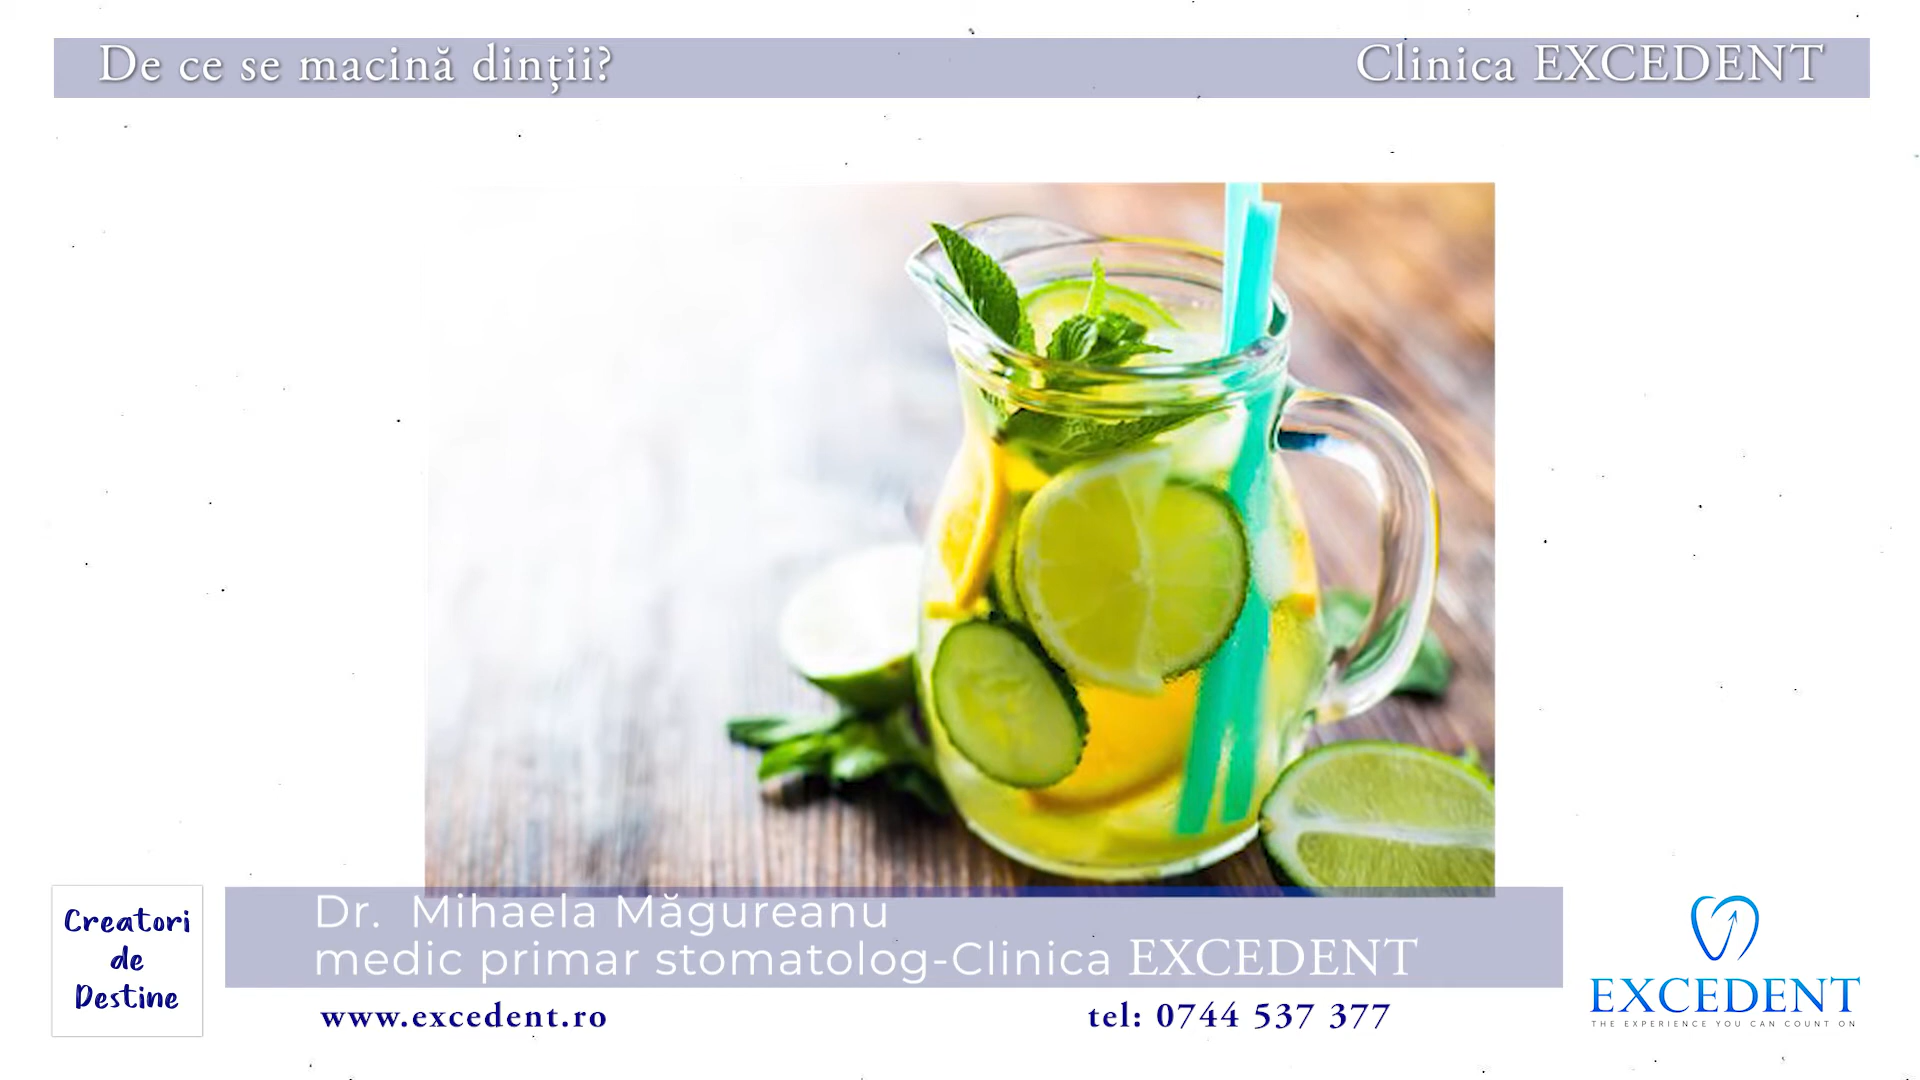 De ce se macină dinții?
Clinica EXCEDENT
Dr. Mihaela Măgureanu
medic primar stomatolog-Clinica EXCEDENT
www.excedent.ro
tel: 0744 537 377
Creatori
de
Destine
EXCEDENT
THE EXPERIENCE YOU CAN COUNT ON